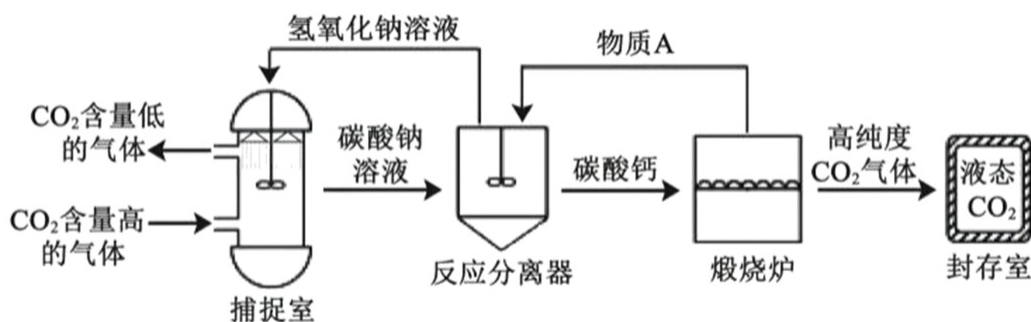 氢氧化钠溶液
物质A
CO₂含量低
的气体
碳酸钠
溶液
碳酸钙
高纯度
CO₂气体
液态
CO₂
CO₂含量高
的气体
捕捉室
反应分离器
煅烧炉
封存室